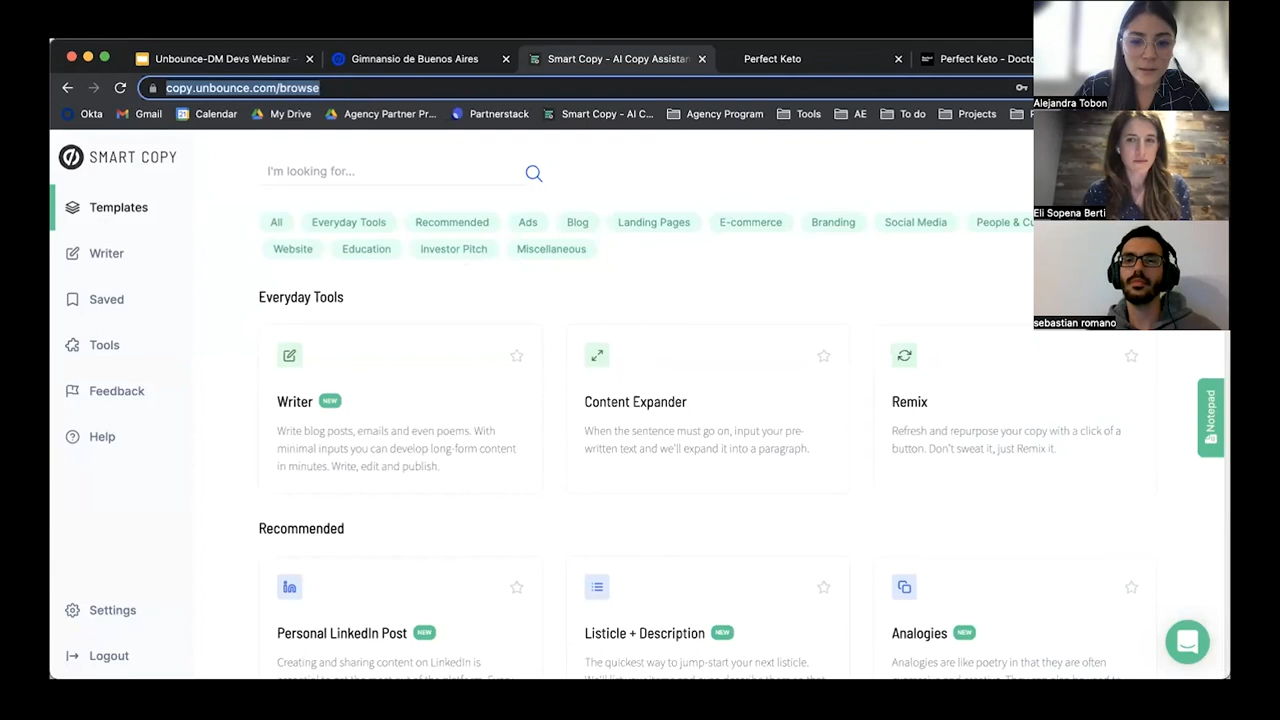 Unbounce-DM Devs Webinar -
Gimnansio de Buenos Aires
Smart Copy - AI Copy Assistan
Perfect Keto
Perfect Keto - Docto
copy.unbounce.com/browse
Okta
Gmail
Calendar
My Drive
Agency Partner Pr...
Partnerstack
Smart Copy - AI C...
Agency Program
Tools
AE
To do
Projects
Alejandra Tobon
Eli Sopena Berti
sebastian romano
SMART COPY
Templates
Writer
Saved
Tools
Feedback
Help
Settings
Logout
I'm looking for...
All
Everyday Tools
Recommended
Ads
Blog
Landing Pages
E-commerce
Branding
Social Media
People & Cu
Website
Education
Investor Pitch
Miscellaneous
Everyday Tools
Writer NEW
Write blog posts, emails and even poems. With
minimal inputs you can develop long-form content
in minutes. Write, edit and publish.
Content Expander
When the sentence must go on, input your pre-
written text and we'll expand it into a paragraph.
Remix
Refresh and repurpose your copy with a click of a
button. Don't sweat it, just Remix it.
Notepad
Recommended
Personal LinkedIn Post NEW
Creating and sharing content on LinkedIn is
Listicle + Description NEW
The quickest way to jump-start your next listicle.
Analogies NEW
Analogies are like poetry in that they are often